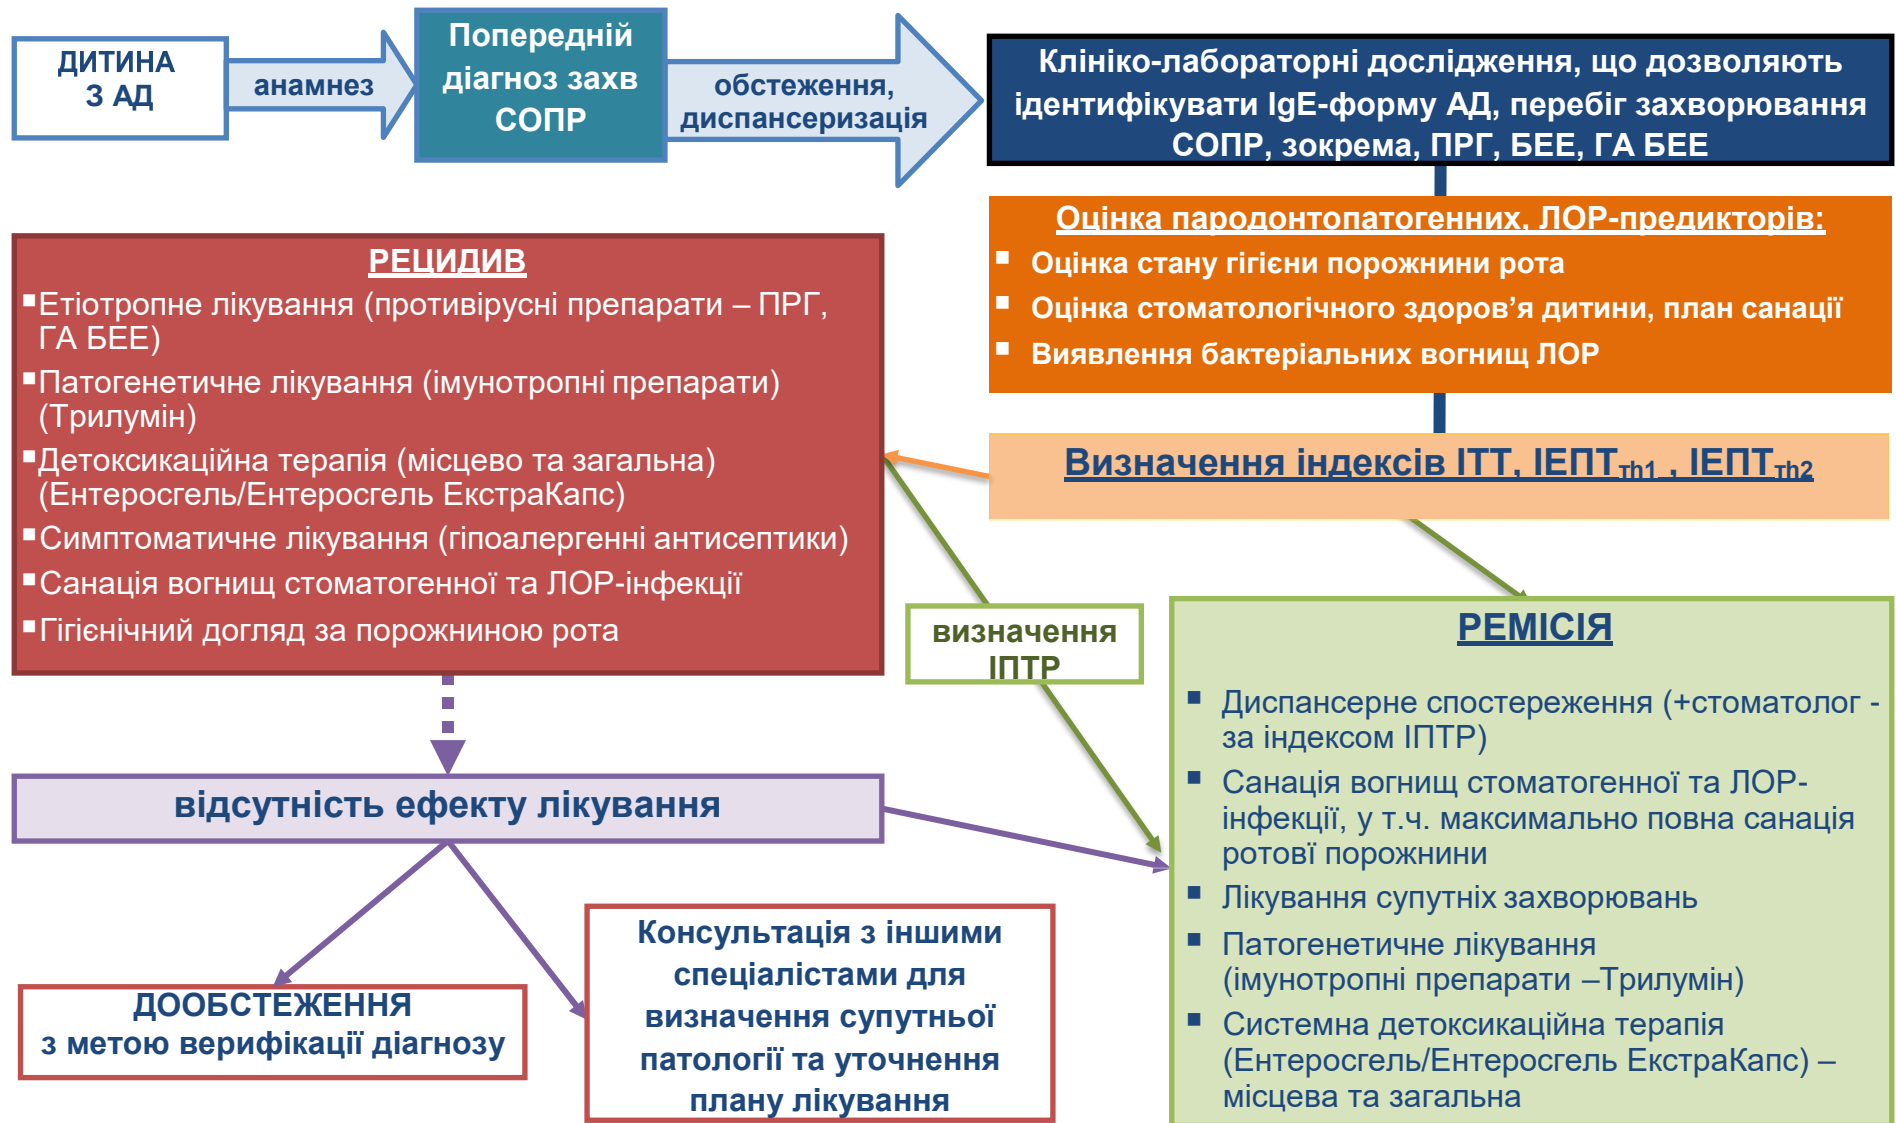 ДИТИНА
З АД
анамнез
Попередній
діагноз захв
СОПР
обстеження,
диспансеризація
Клініко-лабораторні дослідження, що дозволяють
ідентифікувати IgE-форму АД, перебіг захворювання
СОПР, зокрема, ПРГ, БЕЕ, ГА БЕЕ
Оцінка пародонтопатогенних, ЛОР-предикторів:
▪ Оцінка стану гігієни порожнини рота
▪ Оцінка стоматологічного здоров’я дитини, план санації
▪ Виявлення бактеріальних вогнищ ЛОР
Визначення індексів ІТТ, ІЕПТTh1 , ІЕПТTh2
РЕЦИДИВ
▪Етіотропне лікування (противірусні препарати – ПРГ,
ГА БЕЕ)
▪Патогенетичне лікування (імунотропні препарати)
(Трилумін)
▪Детоксикаційна терапія (місцево та загальна)
(Ентеросгель/Ентеросгель ЕкстраКапс)
▪Симптоматичне лікування (гіпоалергенні антисептики)
▪Санація вогнищ стоматогенної та ЛОР-інфекції
▪Гігієнічний догляд за порожниною рота
визначення
ІПТР
РЕМІСІЯ
▪ Диспансерне спостереження (+стоматолог -
за індексом ІПТР)
▪ Санація вогнищ стоматогенної та ЛОР-
інфекції, у т.ч. максимально повна санація
ротові порожнини
▪ Лікування супутніх захворювань
▪ Патогенетичне лікування
(імунотропні препарати –Трилумін)
▪ Системна детоксикаційна терапія
(Ентеросгель/Ентеросгель ЕкстраКапс) –
місцева та загальна
відсутність ефекту лікування
ДООБСТЕЖЕННЯ
з метою верифікації діагнозу
Консультація з іншими
спеціалістами для
визначення супутньої
патології та уточнення
плану лікування